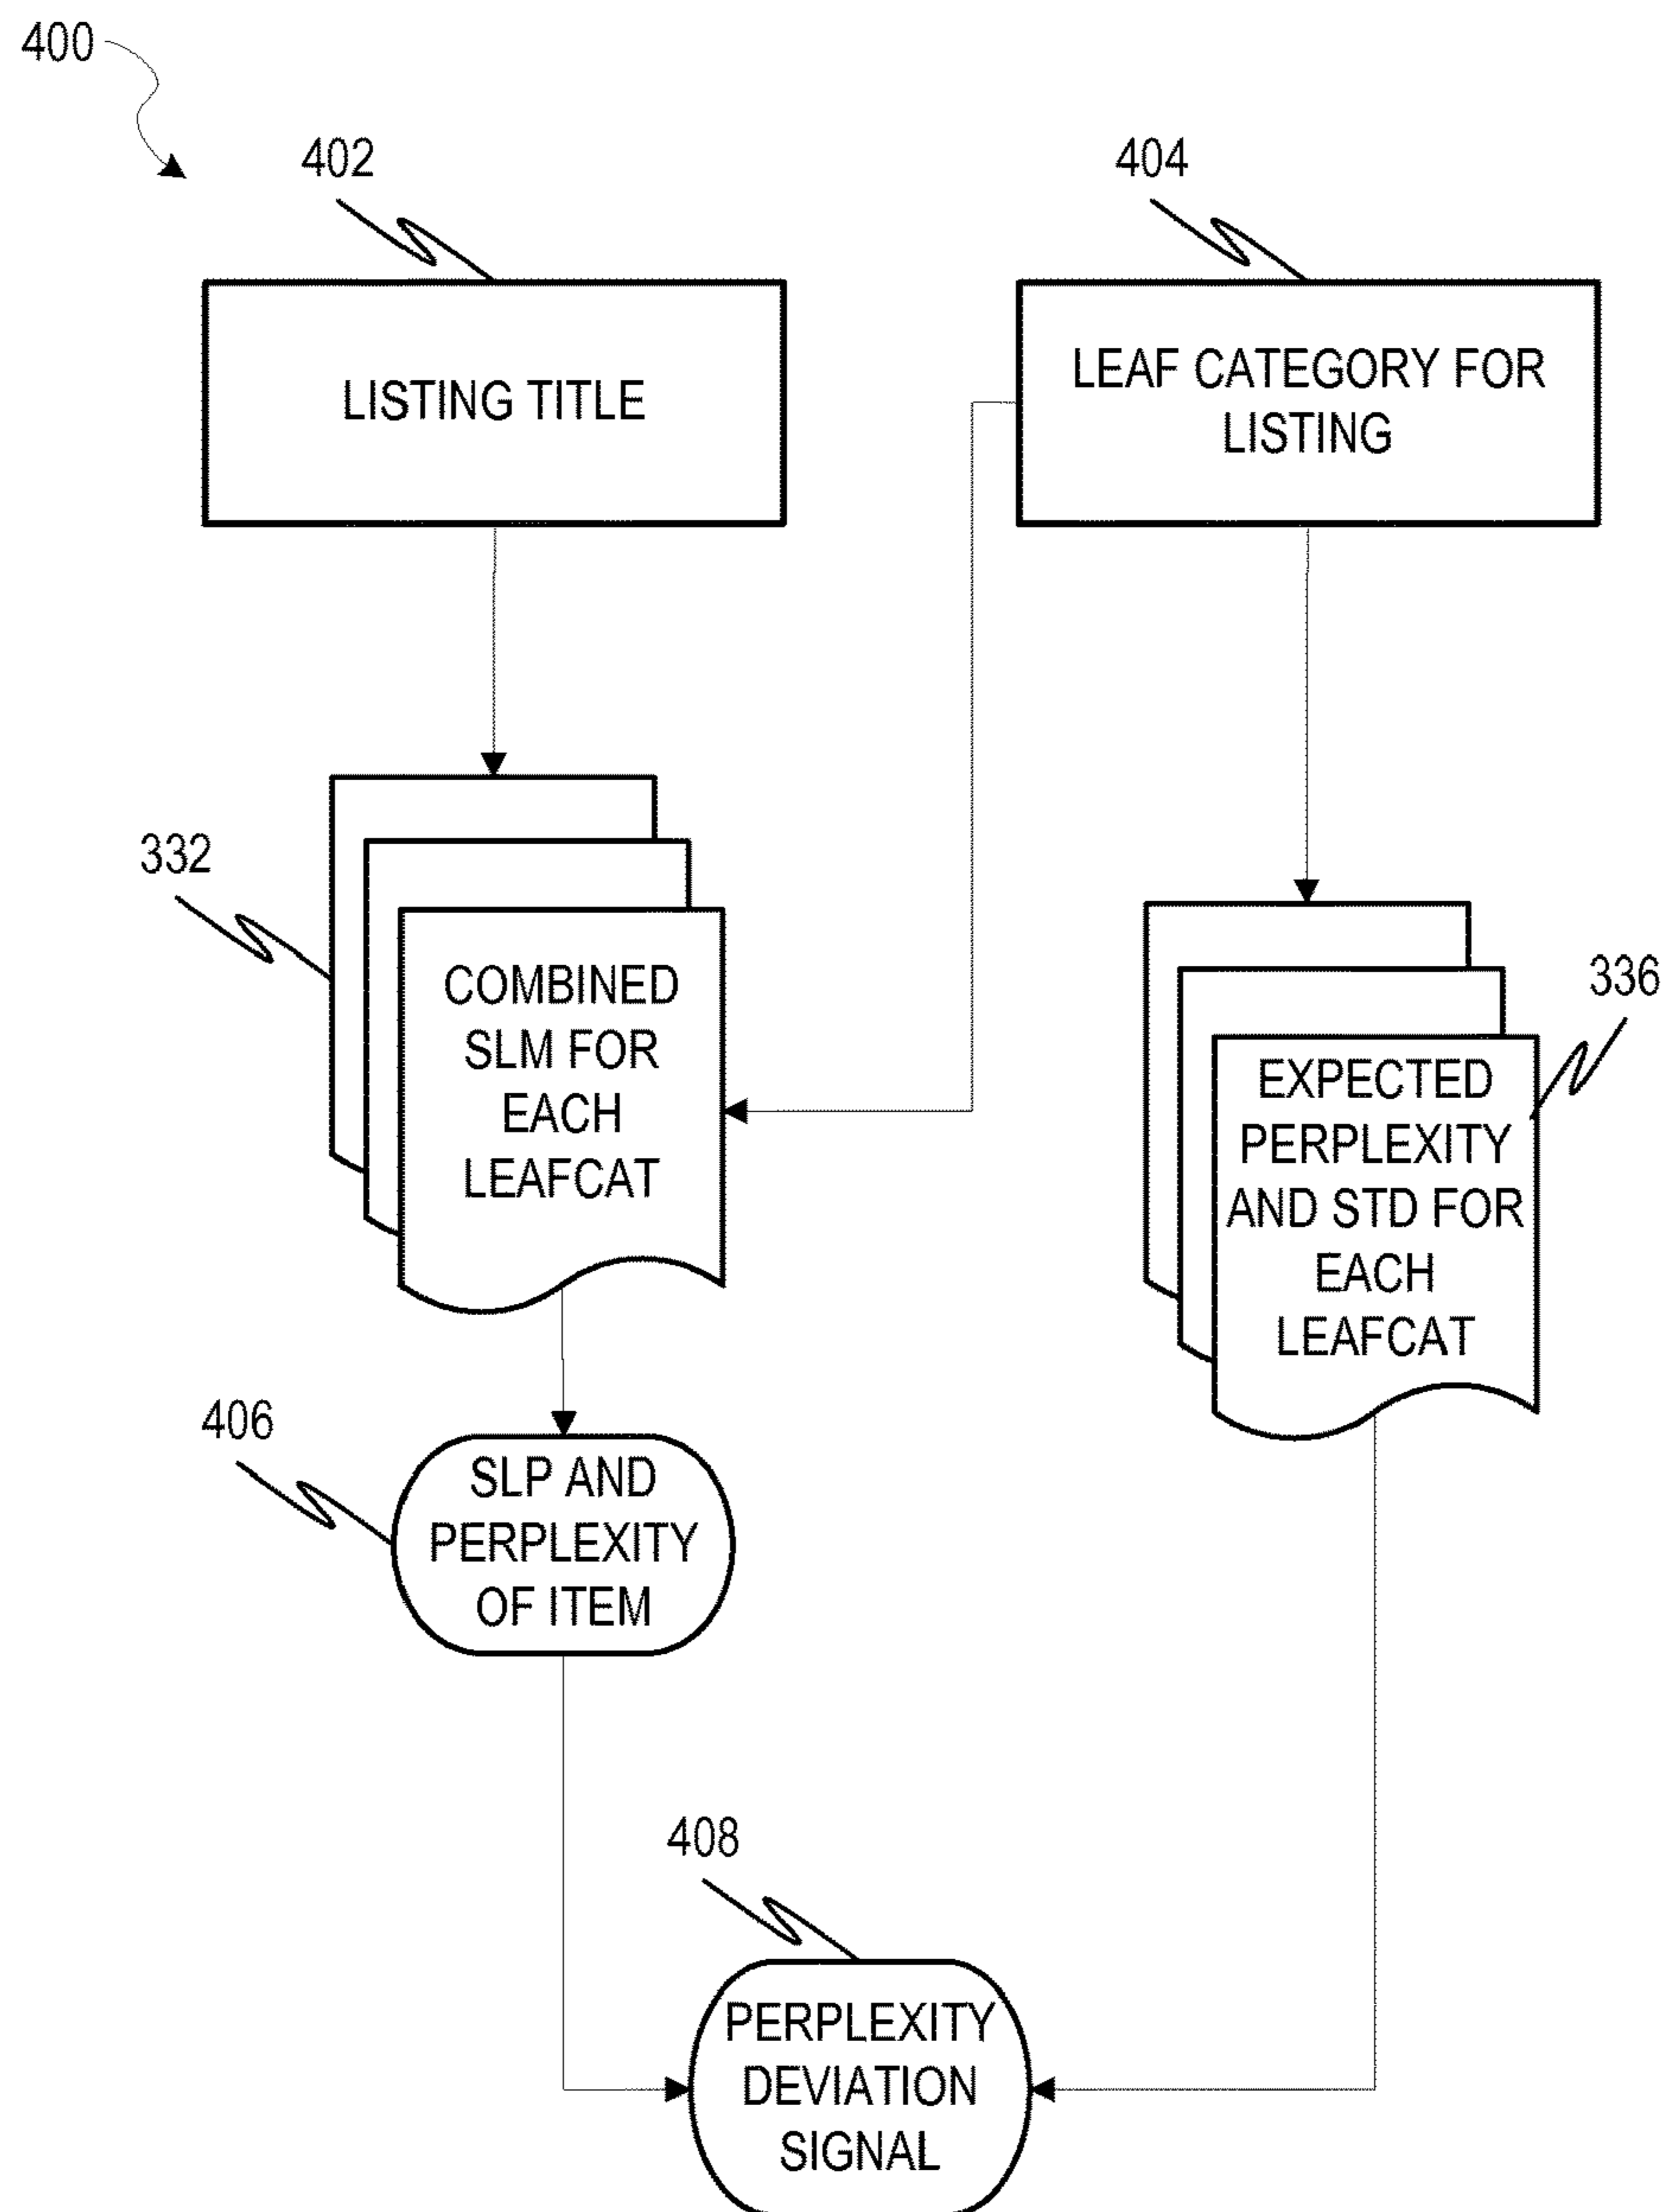 400
402
404
LISTING TITLE
LEAF CATEGORY FOR
LISTING
332
COMBINED
SLM FOR
EACH
LEAFCAT
336
EXPECTED
PERPLEXITY
AND STD FOR
EACH
LEAFCAT
406
SLP AND
PERPLEXITY
OF ITEM
408
PERPLEXITY
DEVIATION
SIGNAL